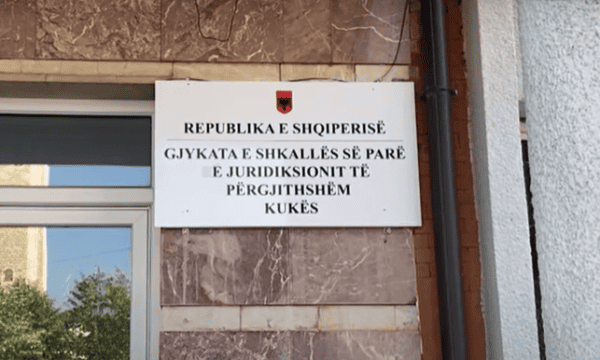 REPUBLIKA E SHQIPERISË
GJYKATA E SHKALLËS SË PARË
E JURIDIKSIONIT TË
PËRGJITHSHËM
KUKËS